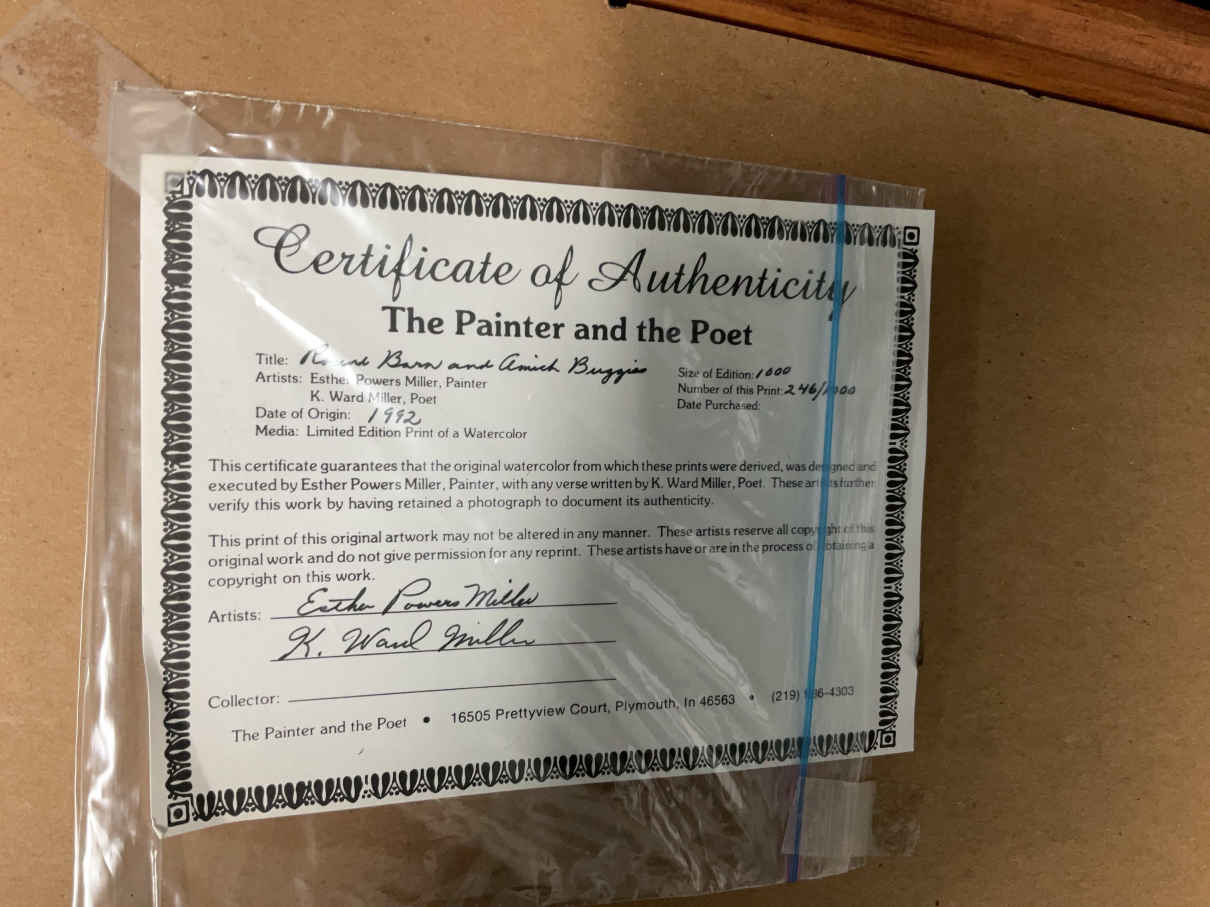 Certificate of Authenticity
The Painter and the Poet
Title: Round Barn and Amish Buggies
Size of Edition: 1000
Artists: Esther Powers Miller, Painter
Number of this Print: 246/1000
K. Ward Miller, Poet
Date Purchased:
Date of Origin: 1992
Media: Limited Edition Print of a Watercolor
This certificate guarantees that the original watercolor from which these prints were derived, was designed and
executed by Esther Powers Miller, Painter, with any verse written by K. Ward Miller, Poet. These artists further
verify this work by having retained a photograph to document its authenticity.
This print of this original artwork may not be altered in any manner. These artists reserve all copyright of this
original work and do not give permission for any reprint. These artists have or are in the process of obtaining a
copyright on this work.
Artists: Esther Powers Miller
K. Ward Miller
Collector:
The Painter and the Poet • 16505 Prettyview Court, Plymouth, In 46563 • (219) 36-4303